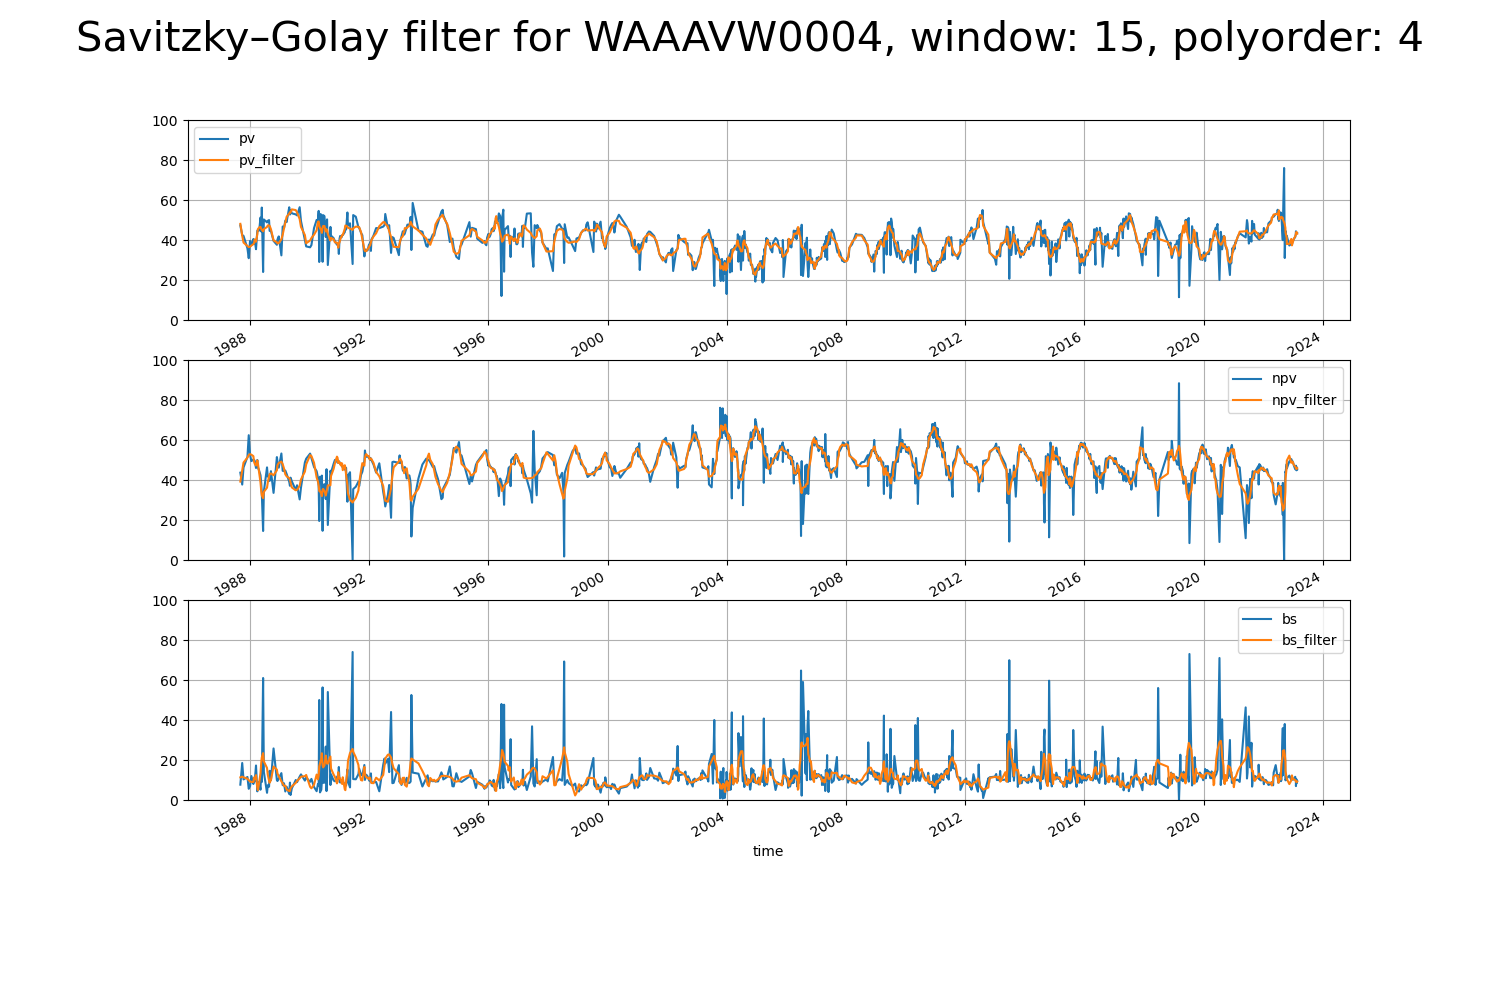 Savitzky–Golay filter for WAAAVW0004, window: 15, polyorder: 4
100
80
60
40
20
0
pv
pv_filter
1988 1992 1996 2000 2004 2008 2012 2016 2020 2024
100
80
60
40
20
0
npv
npv_filter
1988 1992 1996 2000 2004 2008 2012 2016 2020 2024
100
80
60
40
20
0
bs
bs_filter
1988 1992 1996 2000 2004 2008 2012 2016 2020 2024
time